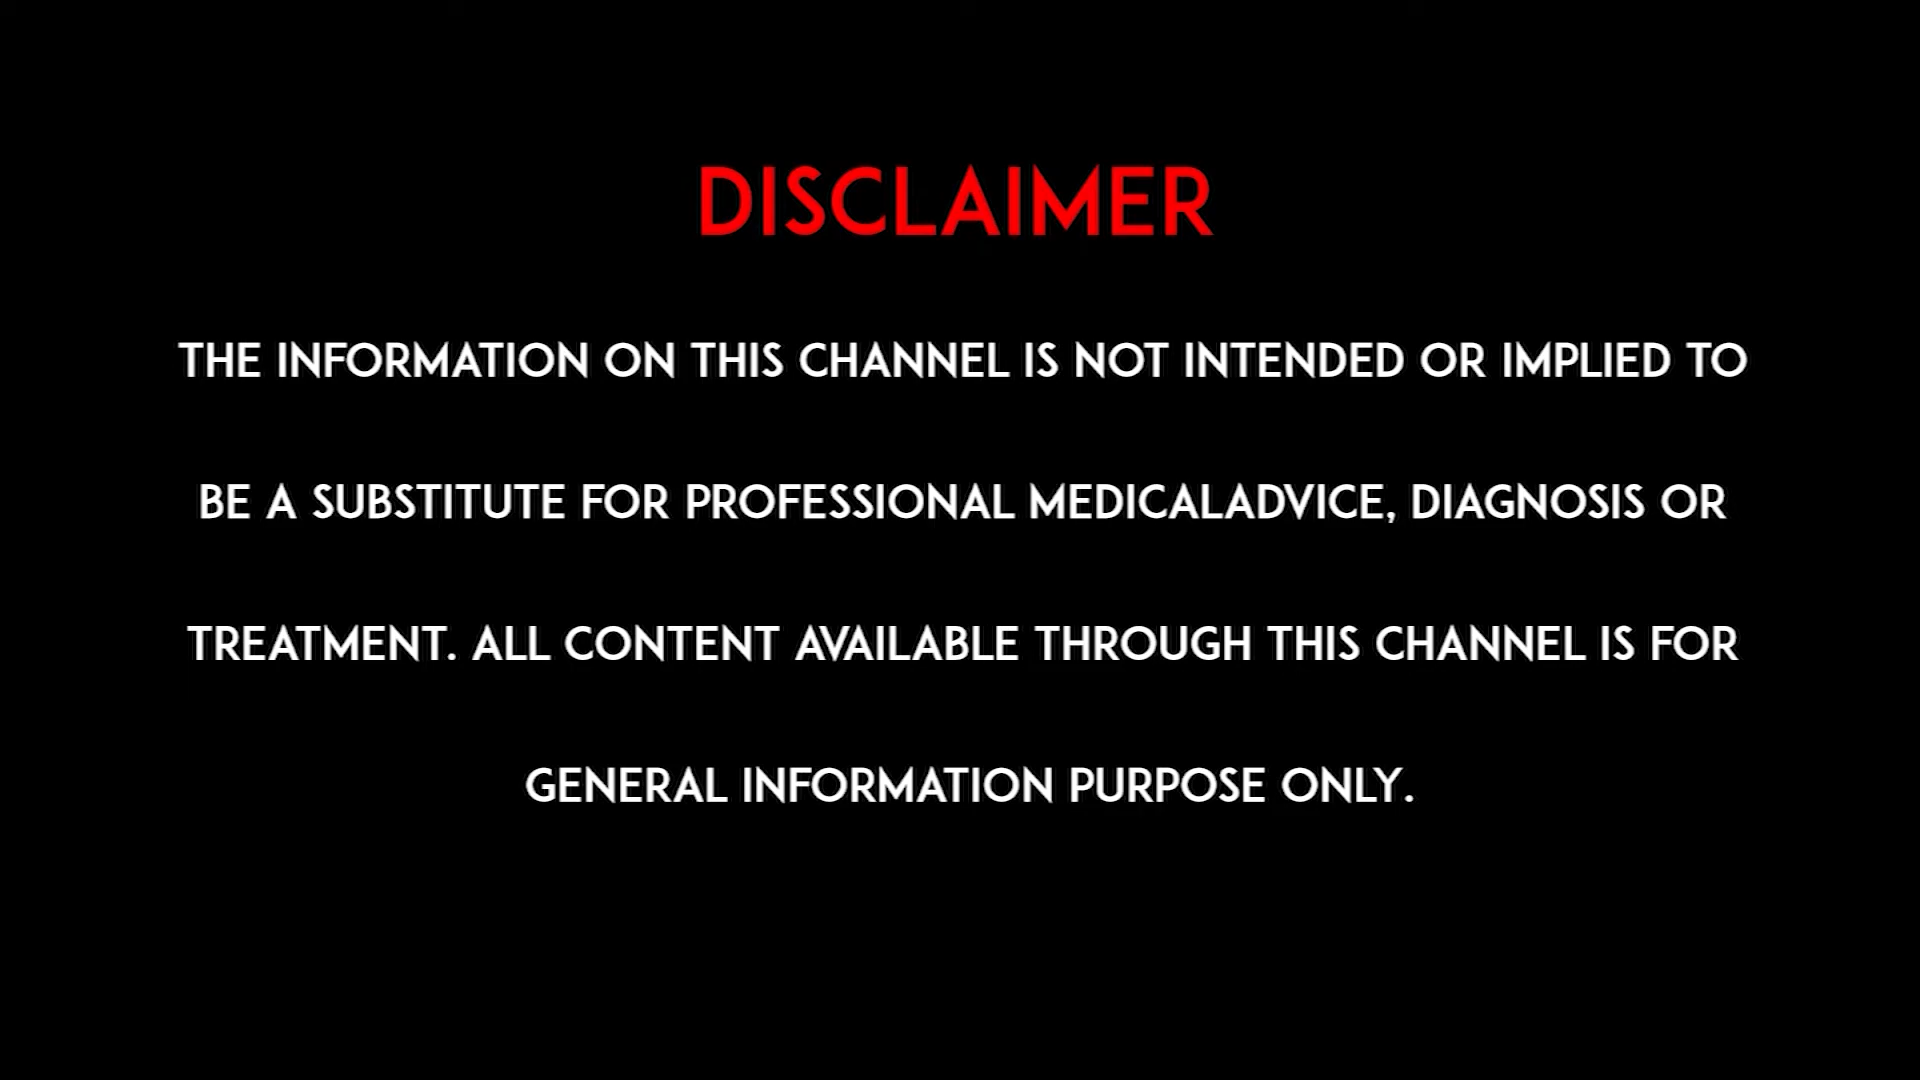 DISCLAIMER
THE INFORMATION ON THIS CHANNEL IS NOT INTENDED OR IMPLIED TO
BE A SUBSTITUTE FOR PROFESSIONAL MEDICALADVICE, DIAGNOSIS OR
TREATMENT. ALL CONTENT AVAILABLE THROUGH THIS CHANNEL IS FOR
GENERAL INFORMATION PURPOSE ONLY.